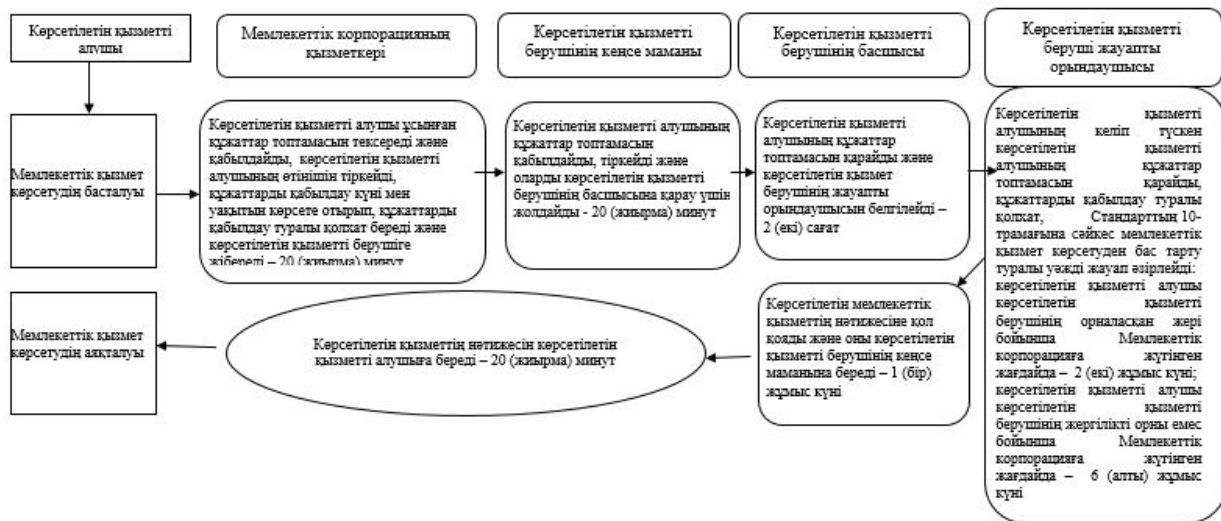 Көрсетілетін қызметті
алушы
Мемлекеттік корпорацияның
қызметкері
Көрсетілетін қызметті
берушінің кеңсе маманы
Көрсетілетін қызметті
берушінің басшысы
Көрсетілетін қызметті
беруші жауапты
орындаушысы
Мемлекеттік қызмет
көрсетудің басталуы
Көрсетілетін қызметті алушы ұсынған
құжаттар топтамасын тексереді және
қабылдайды, көрсетілетін қызметті
алушының өтінішін тіркейді,
құжаттарды қабылдау күні мен
уақытын көрсете отырып, құжаттарды
қабылдау туралы қолхат береді және
көрсетілетін қызметті берушіге
жібереді – 20 (жиырма) минут
Көрсетілетін қызметті алушының
құжаттар топтамасын
қабылдайды, тіркейді және
оларды көрсетілетін қызметті
берушінің басшысына қарау үшін
жолдайды - 20 (жиырма) минут
Көрсетілетін қызметті
алушының құжаттар
топтамасын қарайды және
көрсетілетін қызмет
берушінің жауапты
орындаушысын белгілейді –
2 (екі) сағат
Көрсетілетін қызметті
алушының келіп түскен
көрсетілетін қызметті
алушының құжаттар
топтамасын қарайды,
құжаттарды қабылдау туралы
қолхат, Стандарттың 10-
трамағына сәйкес мемлекеттік
қызмет көрсетуден бас тарту
туралы уәжді жауап әзірлейді:
көрсетілетін қызметті алушы
көрсетілетін қызметті
берушінің орналасқан жері
бойынша Мемлекеттік
корпорацияға жүгінген
жағдайда – 2 (екі) жұмыс күні;
көрсетілетін қызметті алушы
көрсетілетін қызметті
берушінің жергілікті орны емес
бойынша Мемлекеттік
корпорацияға жүгінген
жағдайда – 6 (алты) жұмыс
күні
Көрсетілетін мемлекеттік
қызметтің нәтижесіне қол
қояды және оны көрсетілетін
қызметті берушінің кеңсе
маманына береді – 1 (бір)
жұмыс күні
Көрсетілетін қызметтің нәтижесін көрсетілетін
қызметті алушыға береді – 20 (жиырма) минут
Мемлекеттік қызмет
көрсетудің аяқталуы